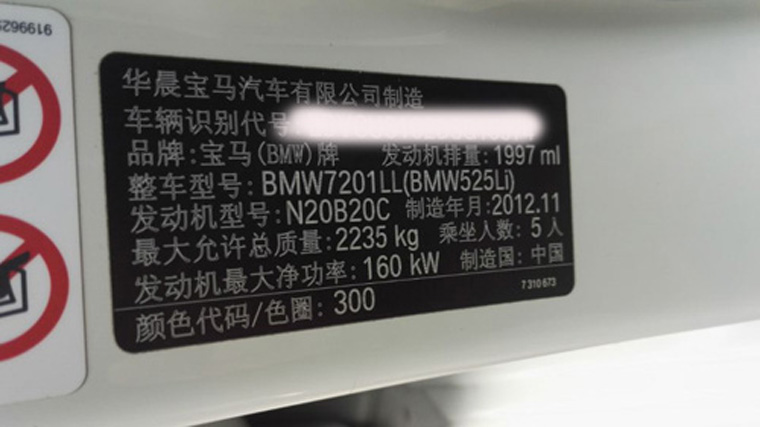 华晨宝马汽车有限公司制造
车辆识别代号
品牌:宝马(BMW)牌 发动机排量:1997 ml
整车型号:BMW7201LL(BMW525Li)
发动机型号:N20B20C 制造年月:2012.11
最大允许总质量:2235 kg 乘坐人数:5人
发动机最大净功率:160 kW 制造国:中国
7 310 673
颜色代码/色圈:300